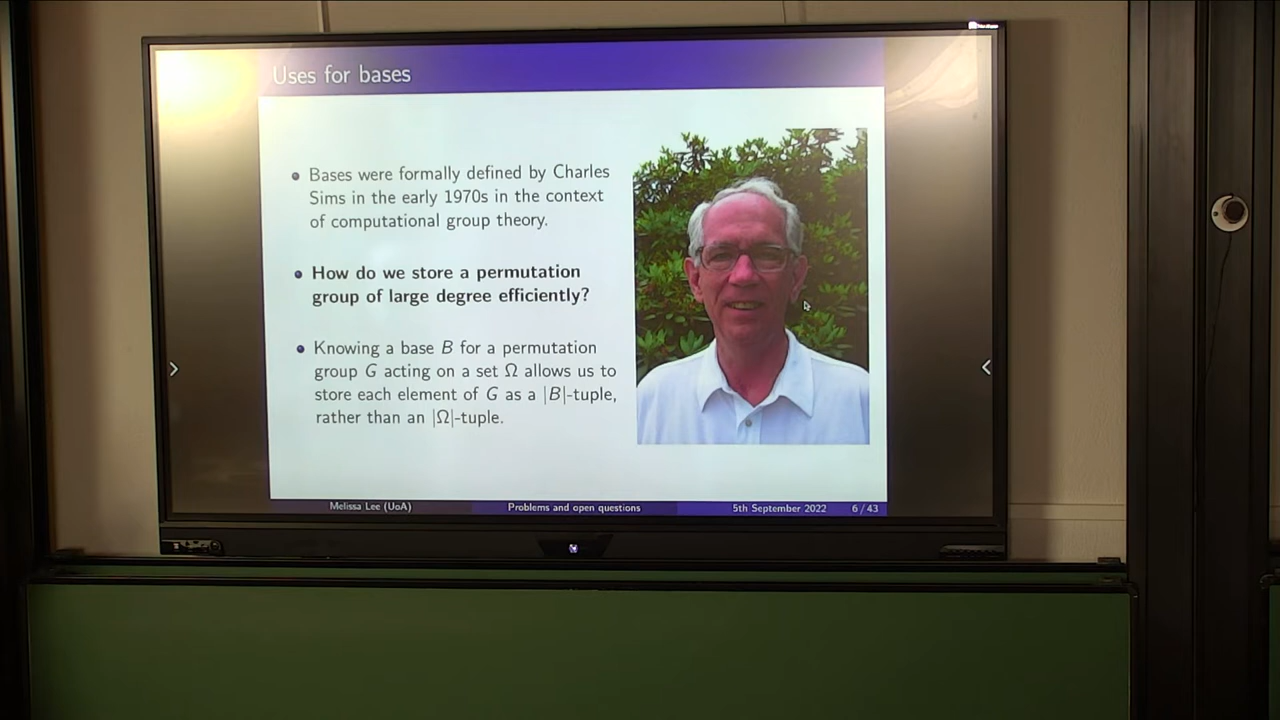 Uses for bases
Bases were formally defined by Charles
Sims in the early 1970s in the context
of computational group theory.
How do we store a permutation
group of large degree efficiently?
Knowing a base B for a permutation
group G acting on a set Ω allows us to
store each element of G as a |B|-tuple,
rather than an |Ω|-tuple.
Melissa Lee (UoA)
Problems and open questions
5th September 2022
6 / 43